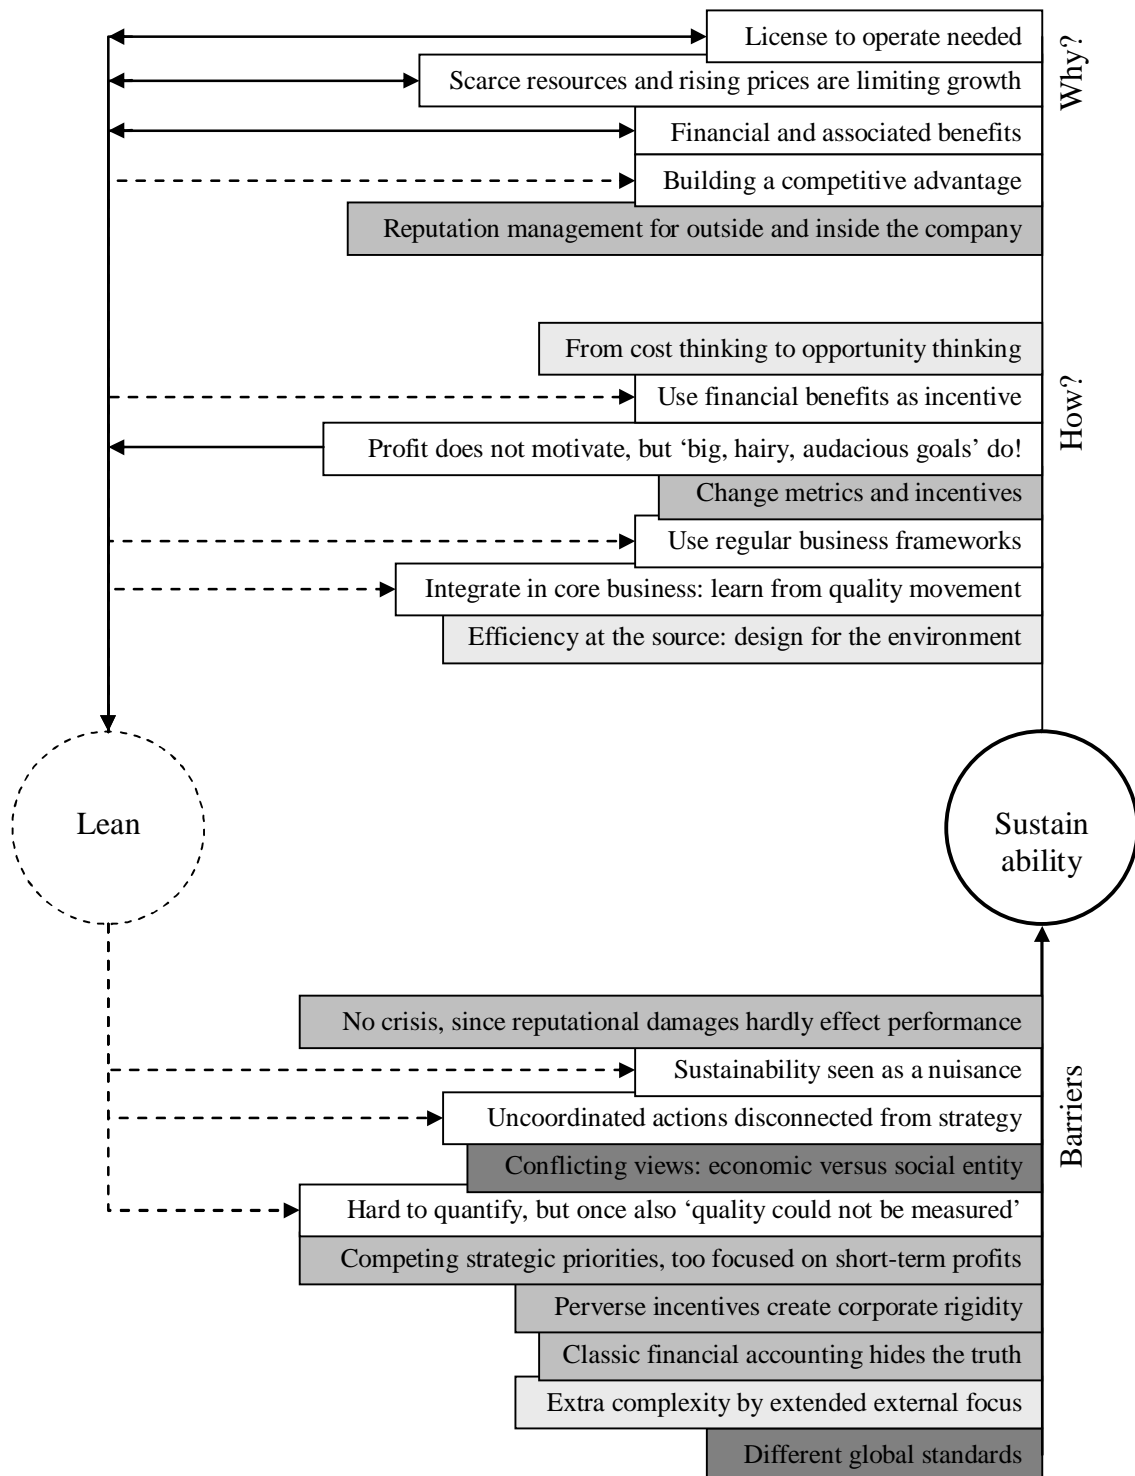 License to operate needed
Scarce resources and rising prices are limiting growth
Financial and associated benefits
Building a competitive advantage
Reputation management for outside and inside the company
Why?
From cost thinking to opportunity thinking
Use financial benefits as incentive
Profit does not motivate, but ‘big, hairy, audacious goals’ do!
Change metrics and incentives
Use regular business frameworks
Integrate in core business: learn from quality movement
Efficiency at the source: design for the environment
How?
Lean
Sustain
ability
No crisis, since reputational damages hardly effect performance
Sustainability seen as a nuisance
Uncoordinated actions disconnected from strategy
Conflicting views: economic versus social entity
Hard to quantify, but once also ‘quality could not be measured’
Competing strategic priorities, too focused on short-term profits
Perverse incentives create corporate rigidity
Classic financial accounting hides the truth
Extra complexity by extended external focus
Different global standards
Barriers